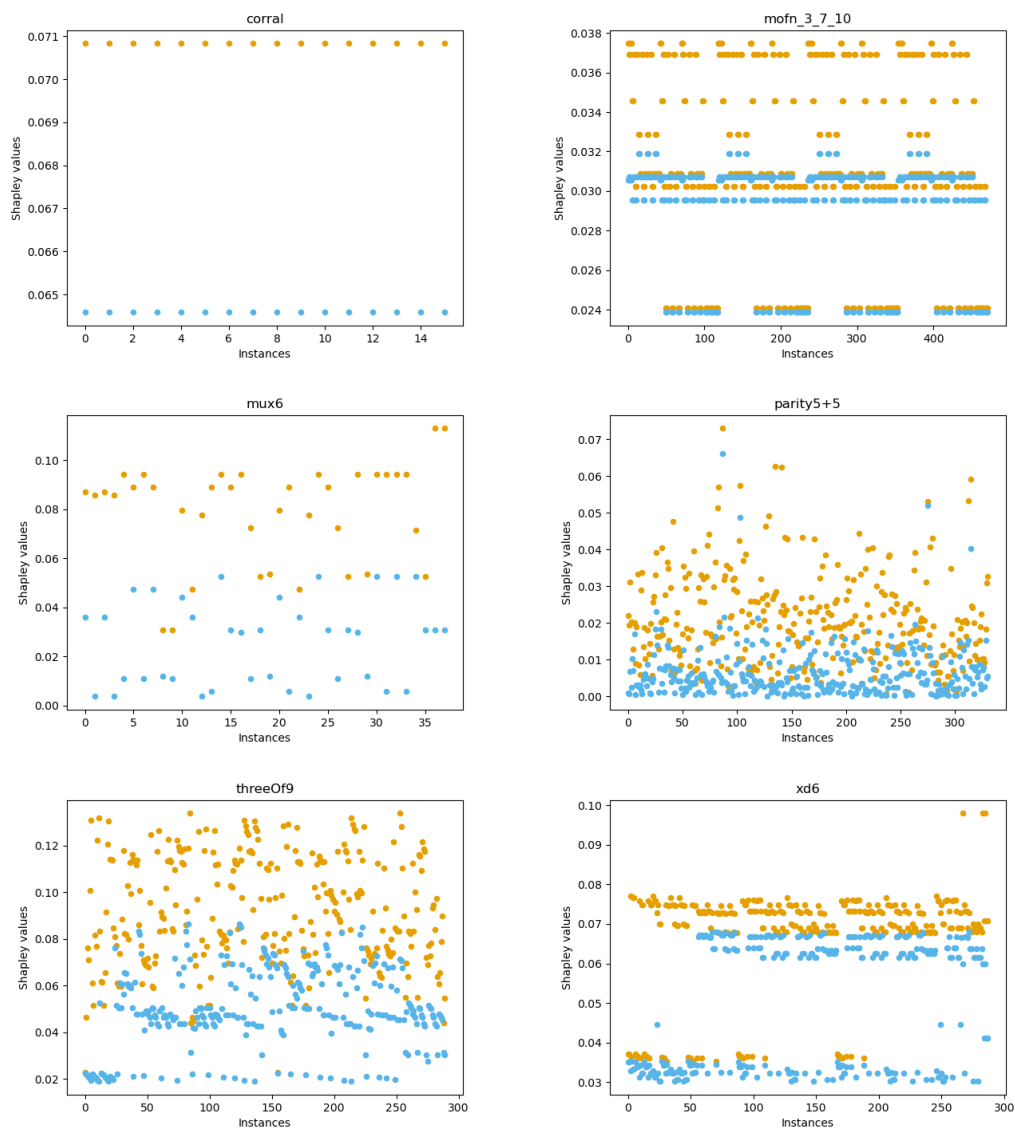 corral
0.071
0.070
0.069
0.068
0.067
0.066
0.065
Shapley values
0 2 4 6 8 10 12 14
Instances
mofn_3_7_10
0.038
0.036
0.034
0.032
0.030
0.028
0.026
0.024
Shapley values
0 100 200 300 400
Instances
mux6
0.10
0.08
0.06
0.04
0.02
0.00
Shapley values
0 5 10 15 20 25 30 35
Instances
parity5+5
0.07
0.06
0.05
0.04
0.03
0.02
0.01
0.00
Shapley values
0 50 100 150 200 250 300
Instances
threeOf9
0.12
0.10
0.08
0.06
0.04
0.02
Shapley values
0 50 100 150 200 250 300
Instances
xd6
0.10
0.09
0.08
0.07
0.06
0.05
0.04
0.03
Shapley values
0 50 100 150 200 250 300
Instances